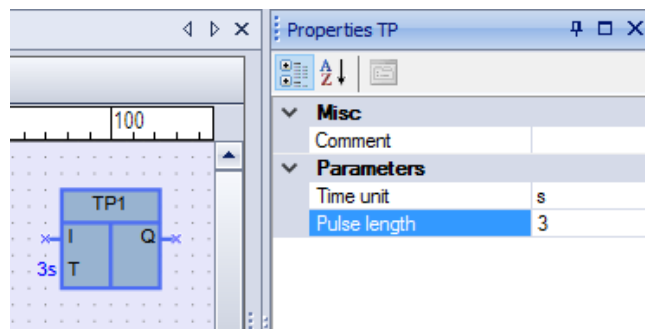 Properties TP
A
Z
100
Misc
Comment
Parameters
Time unit s
Pulse length 3
TP1
I Q
3s T